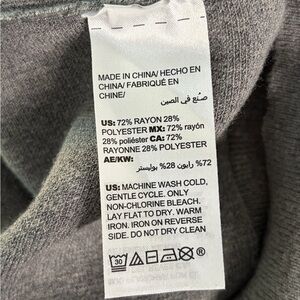 MADE IN CHINA/ HECHO EN
CHINA/ FABRIQUÉ EN
CHINE/
صنع في الصين
US: 72% RAYON 28%
POLYESTER MX: 72% rayón
28% poliéster CA: 72%
RAYONNE 28% POLYESTER
AE/KW:
72% رايون 28% بوليستر
US: MACHINE WASH COLD,
GENTLE CYCLE. ONLY
NON-CHLORINE BLEACH.
LAY FLAT TO DRY. WARM
IRON. IRON ON REVERSE
SIDE. DO NOT DRY CLEAN
30